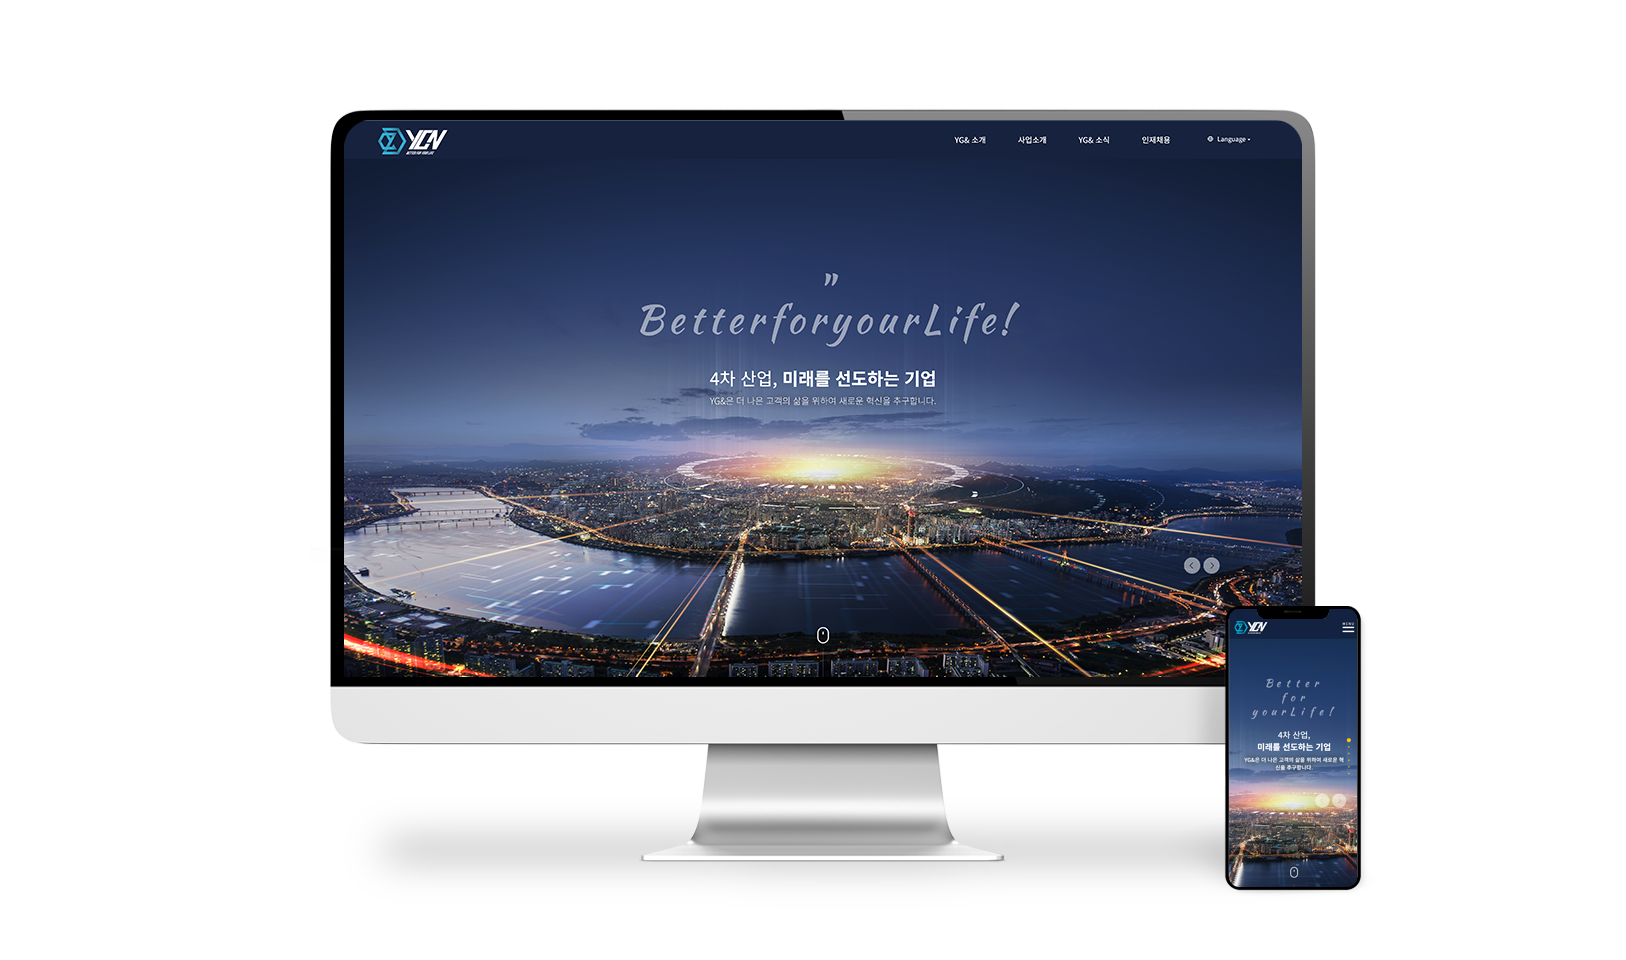 YGN
YG& 소개
사업소개
YG& 소식
인재채용
Language
”
BetterforyourLife!
4차 산업, 미래를 선도하는 기업
YG&은 더 나은 고객의 삶을 위하여 새로운 혁신을 추구합니다.
YGN
MENU
Better
for
yourLife!
4차 산업,
미래를 선도하는 기업
YG&은 더 나은 고객의 삶을 위하여 새로운 혁
신을 추구합니다.